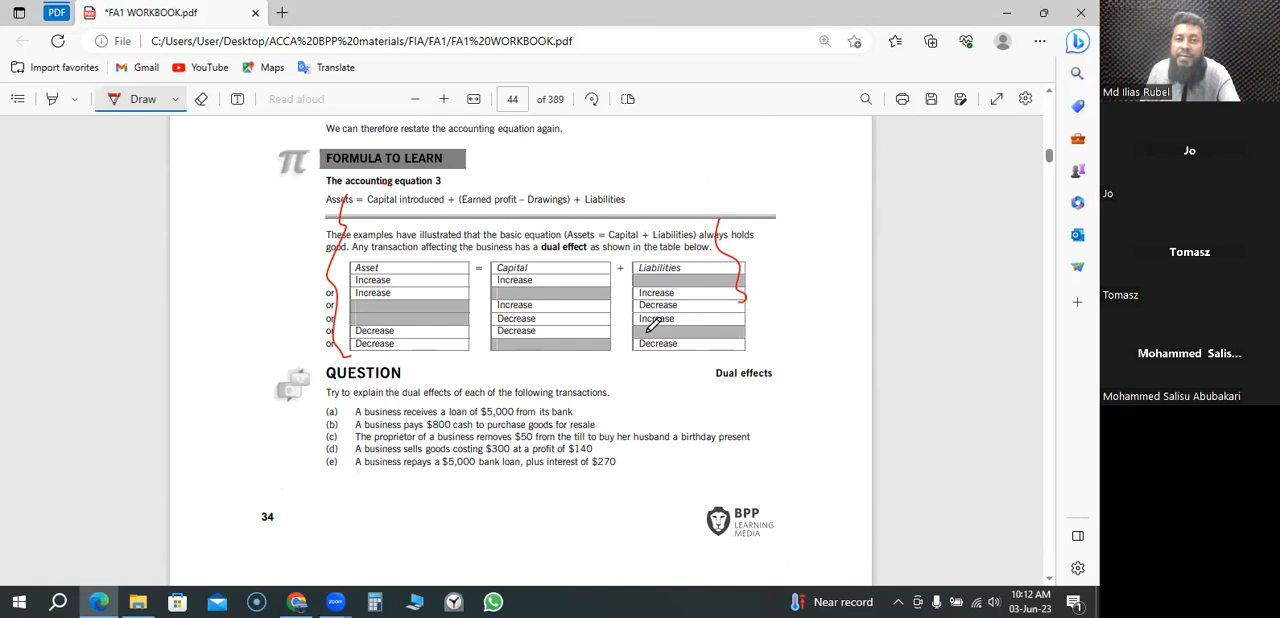 PDF
*FA1 WORKBOOK.pdf
File
C:/Users/User/Desktop/ACCA%20BPP%20materials/FIA/FA1/FA1%20WORKBOOK.pdf
Import favorites
Gmail
YouTube
Maps
Translate
Draw
Read aloud
44 of 389
We can therefore restate the accounting equation again.
π FORMULA TO LEARN
The accounting equation 3
Assets = Capital introduced + (Earned profit – Drawings) + Liabilities
These examples have illustrated that the basic equation (Assets = Capital + Liabilities) always holds
good. Any transaction affecting the business has a dual effect as shown in the table below.
Asset = Capital + Liabilities
Increase Increase
or Increase Increase
or Increase Decrease
or Decrease Increase
or Decrease Decrease
or Decrease Decrease
QUESTION Dual effects
Try to explain the dual effects of each of the following transactions.
(a) A business receives a loan of $5,000 from its bank
(b) A business pays $800 cash to purchase goods for resale
(c) The proprietor of a business removes $50 from the till to buy her husband a birthday present
(d) A business sells goods costing $300 at a profit of $140
(e) A business repays a $5,000 bank loan, plus interest of $270
34
BPP
LEARNING
MEDIA
Md Ilias Rubel
Jo
Jo
Tomasz
Tomasz
Mohammed Salis...
Mohammed Salisu Abubakari
Near record
10:12 AM
03-Jun-23
1